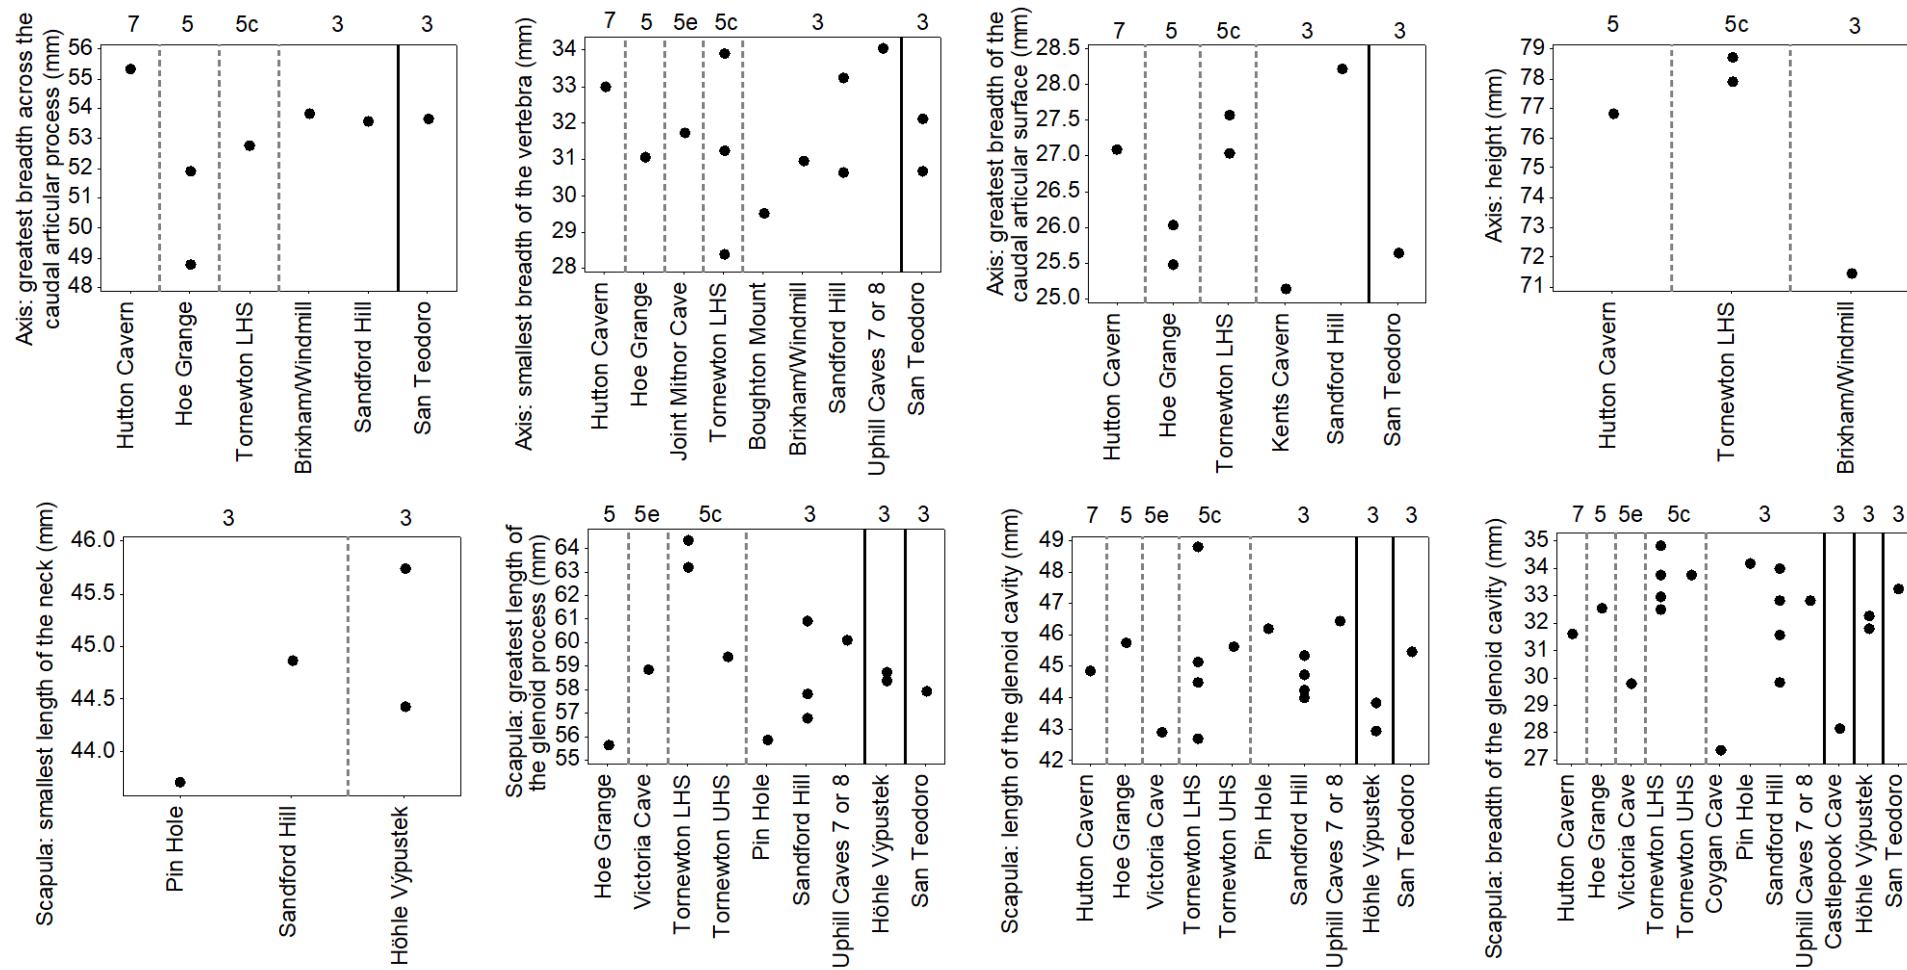 7 5 5c 3 3
Axis: greatest breadth across the
caudal articular process (mm)
56
55
54
53
52
51
50
49
48
Hutton Cavern
Hoe Grange
Tornewton LHS
Brixham/Windmill
Sandford Hill
San Teodoro
7 5 5e 5c 3 3
Axis: smallest breadth of the vertebra (mm)
34
33
32
31
30
29
28
Hutton Cavern
Hoe Grange
Joint Mitnor Cave
Tornewton LHS
Boughton Mount
Brixham/Windmill
Sandford Hill
Uphill Caves 7 or 8
San Teodoro
7 5 5c 3 3
Axis: greatest breadth of the
caudal articular surface (mm)
28.5
28.0
27.5
27.0
26.5
26.0
25.5
25.0
Hutton Cavern
Hoe Grange
Tornewton LHS
Kents Cavern
Sandford Hill
San Teodoro
5 5c 3
Axis: height (mm)
79
78
77
76
75
74
73
72
71
Hutton Cavern
Tornewton LHS
Brixham/Windmill
3 3
Scapula: smallest length of the neck (mm)
46.0
45.5
45.0
44.5
44.0
Pin Hole
Sandford Hill
Höhle Výpustek
5 5e 5c 3 3 3
Scapula: greatest length of
the glenoid process (mm)
64
63
62
61
60
59
58
57
56
55
Hoe Grange
Victoria Cave
Tornewton LHS
Tornewton UHS
Pin Hole
Sandford Hill
Uphill Caves 7 or 8
Höhle Výpustek
San Teodoro
7 5 5e 5c 3 3 3
Scapula: length of the glenoid cavity (mm)
49
48
47
46
45
44
43
42
Hutton Cavern
Hoe Grange
Victoria Cave
Tornewton LHS
Tornewton UHS
Pin Hole
Sandford Hill
Uphill Caves 7 or 8
Höhle Výpustek
San Teodoro
7 5 5e 5c 3 3 3 3
Scapula: breadth of the glenoid cavity (mm)
35
34
33
32
31
30
29
28
27
Hutton Cavern
Hoe Grange
Victoria Cave
Tornewton LHS
Tornewton UHS
Coygan Cave
Pin Hole
Sandford Hill
Uphill Caves 7 or 8
Castlepook Cave
Höhle Výpustek
San Teodoro